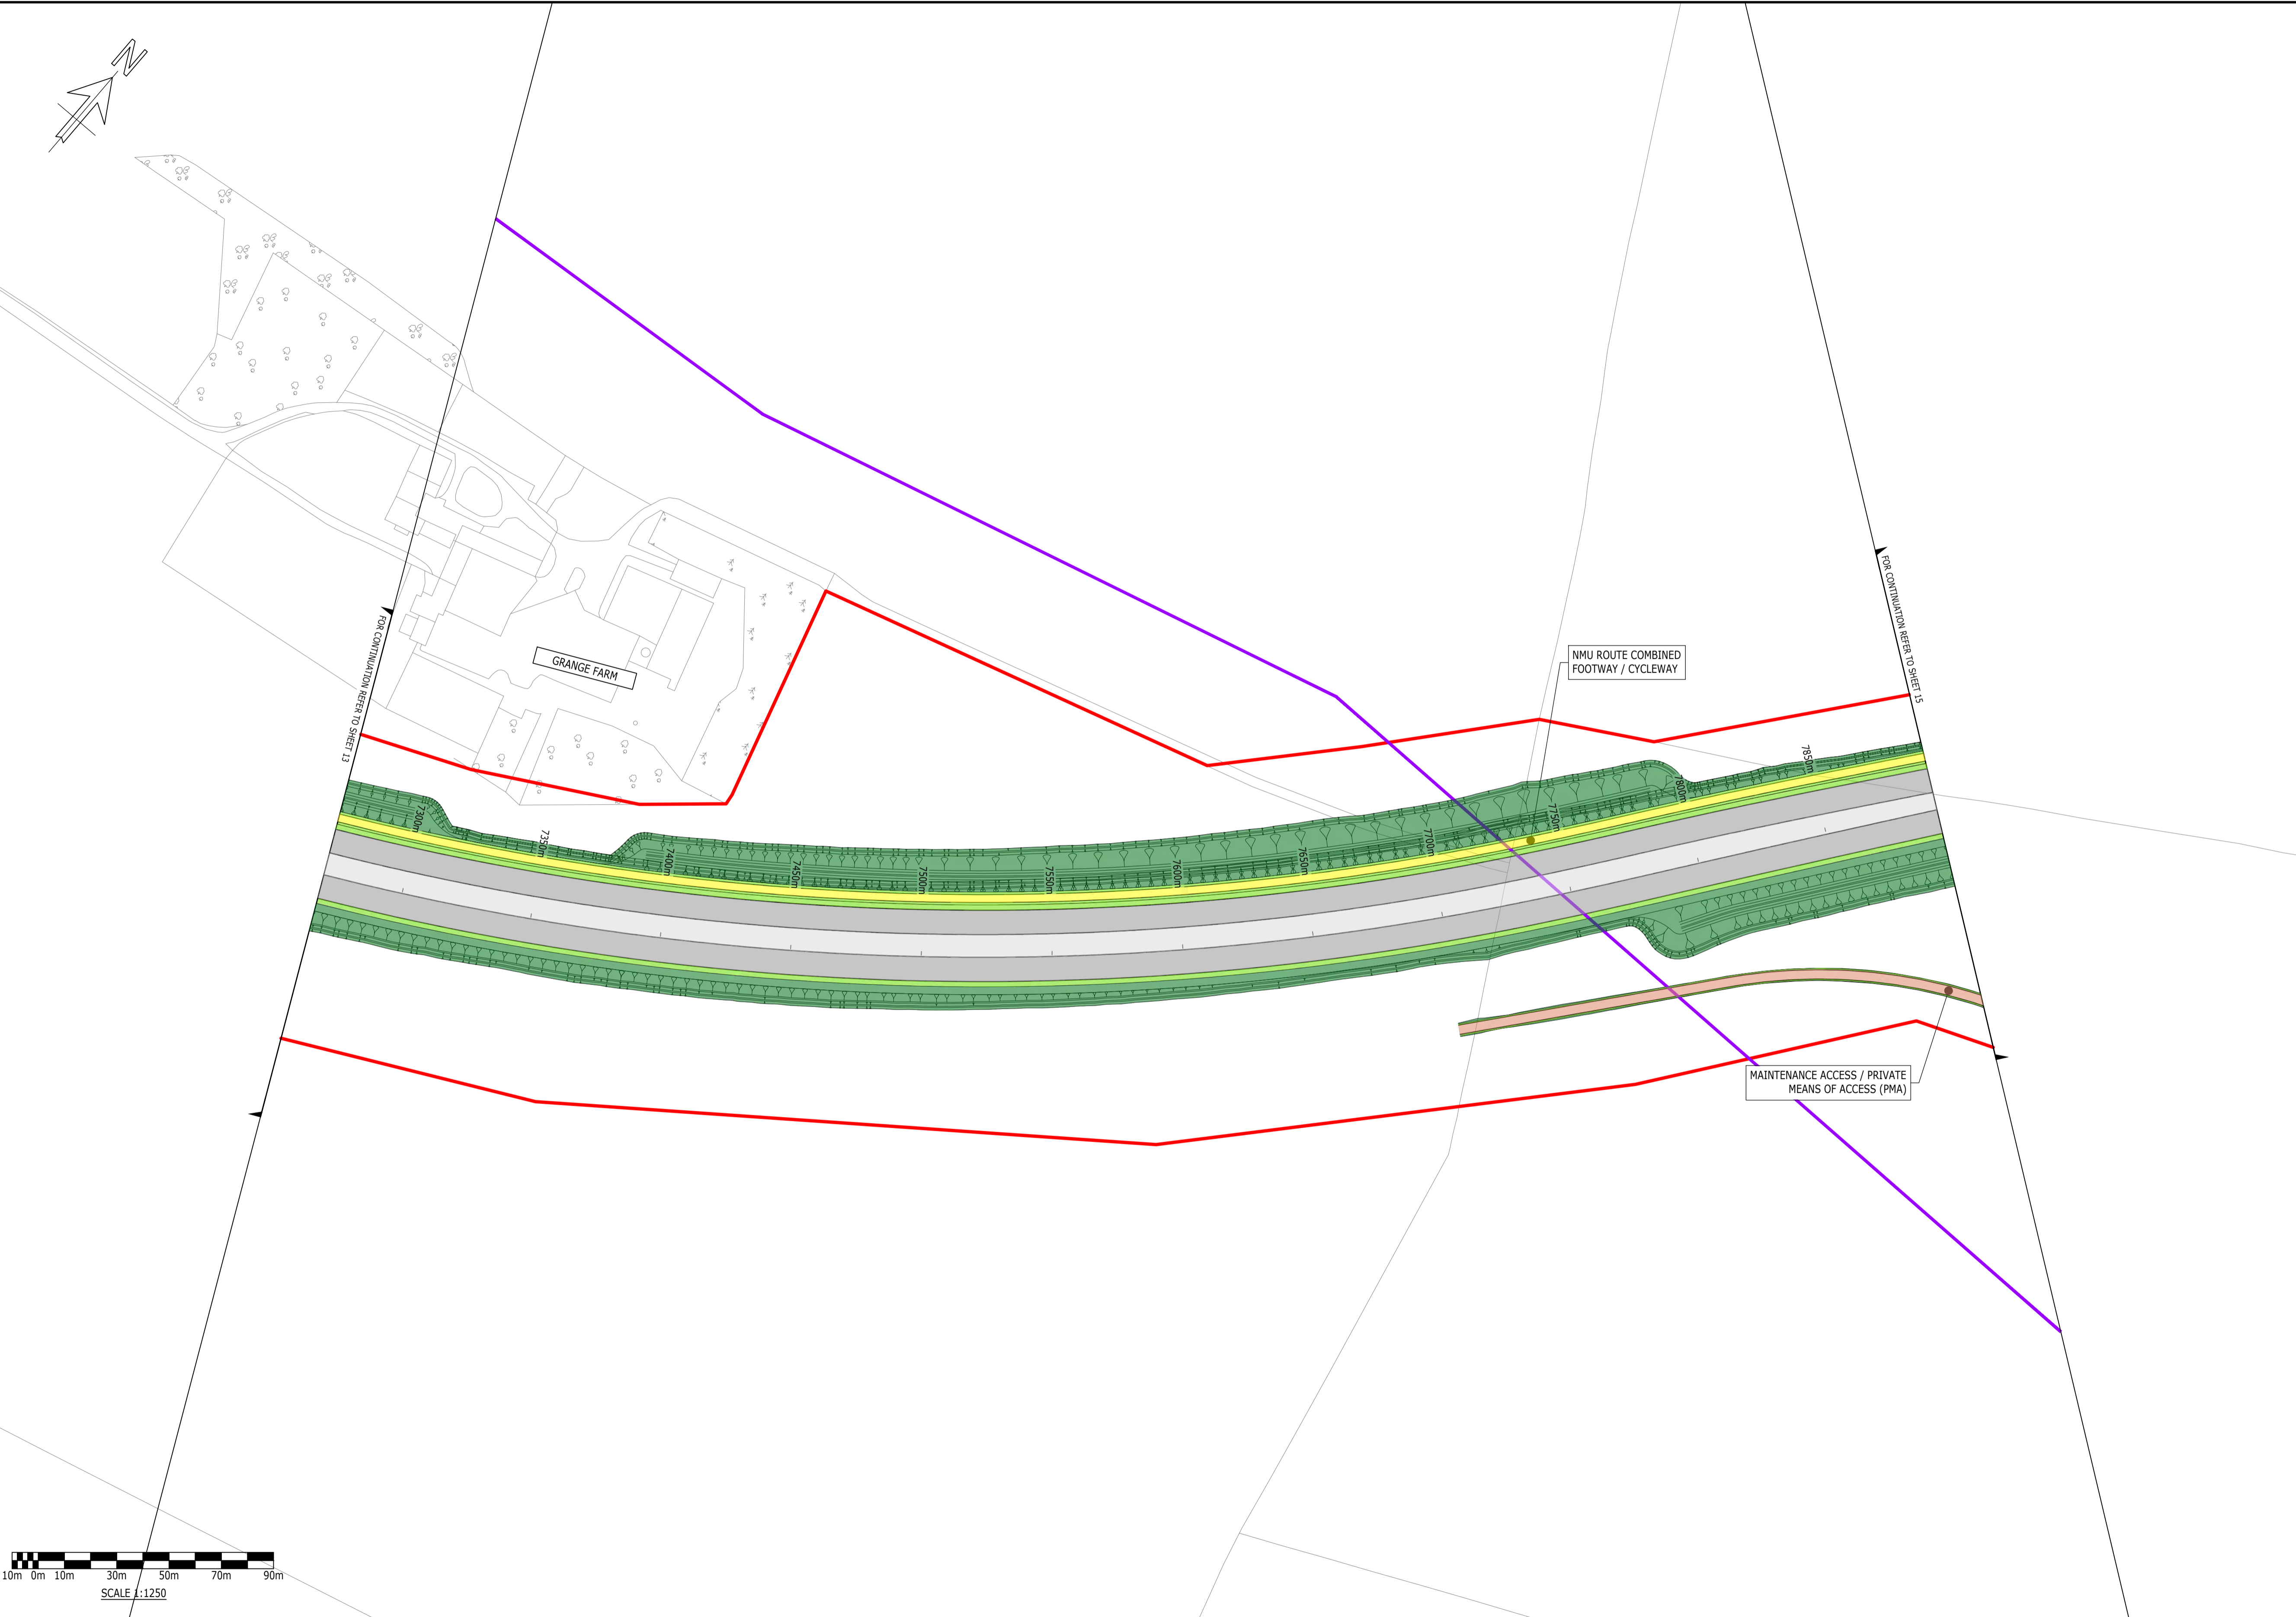 N
GRANGE FARM
FOR CONTINUATION REFER TO SHEET 13
FOR CONTINUATION REFER TO SHEET 15
NMU ROUTE COMBINED
FOOTWAY / CYCLEWAY
7300m
7350m
7400m
7450m
7500m
7550m
7600m
7650m
7700m
7750m
7800m
7850m
MAINTENANCE ACCESS / PRIVATE
MEANS OF ACCESS (PMA)
10m 0m 10m 30m 50m 70m 90m
SCALE 1:1250